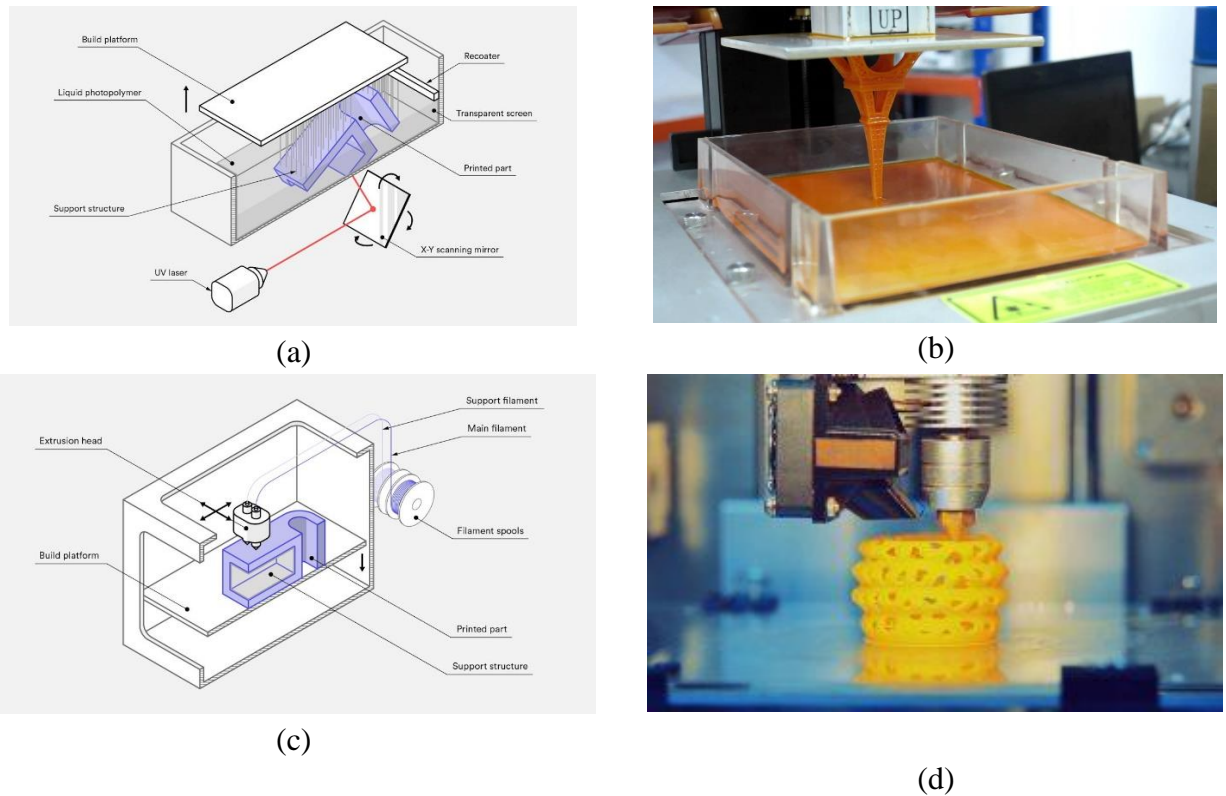 Build platform
Recoater
Liquid photopolymer
Transparent screen
Printed part
Support structure
X-Y scanning mirror
UV laser
(a)
UP
(b)
Support filament
Main filament
Extrusion head
Filament spools
Build platform
Printed part
Support structure
(c)
(d)